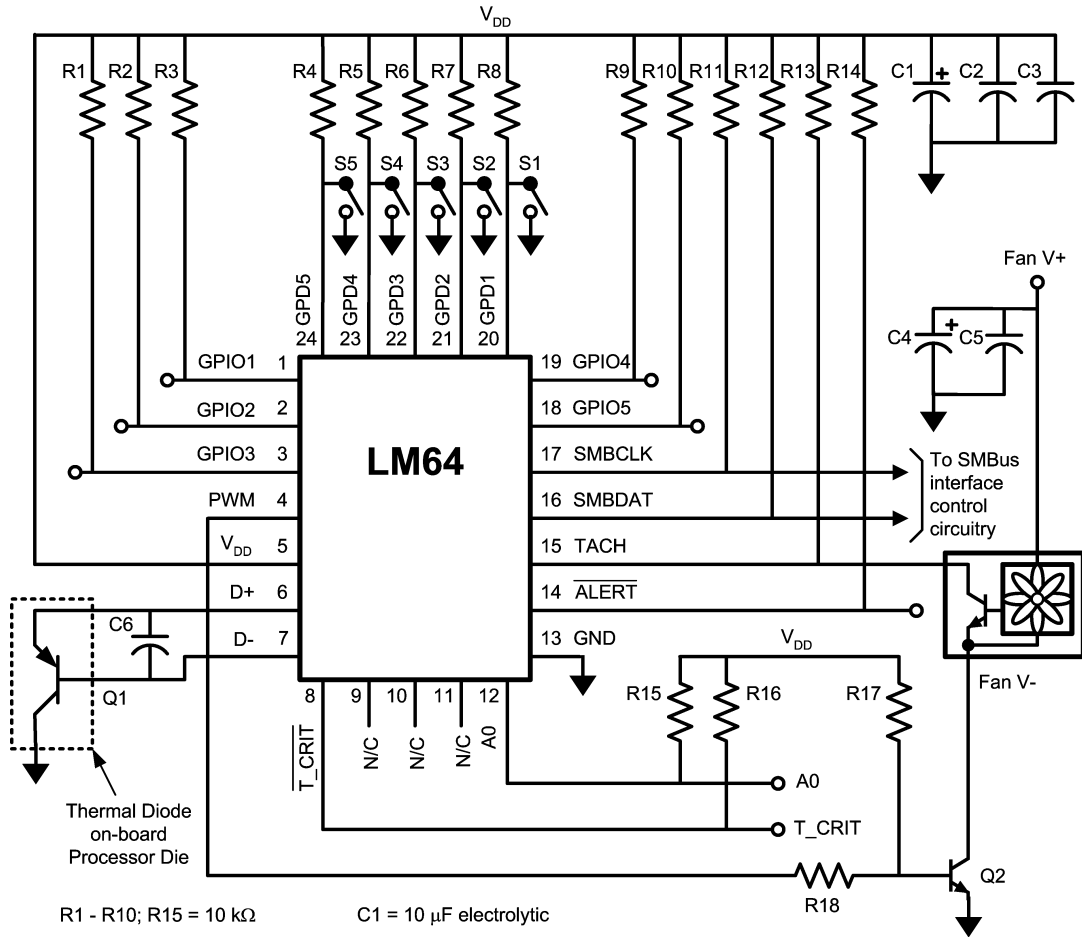 VDD
R1 R2 R3 R4 R5 R6 R7 R8 R9 R10 R11 R12 R13 R14 C1 + C2 C3
S5 S4 S3 S2 S1
Fan V+
GPD5 GPD4 GPD3 GPD2 GPD1
24 23 22 21 20
C4 + C5
GPIO1 1 19 GPIO4
GPIO2 2 18 GPIO5
GPIO3 3 17 SMBCLK
LM64
To SMBus
interface
control
circuitry
PWM 4 16 SMBDAT
VDD 5 15 TACH
D+ 6 14 ALERT
C6
D- 7 13 GND
VDD
Q1
8 9 10 11 12
T_CRIT N/C N/C N/C A0
R15 R16 R17
Fan V-
A0
Thermal Diode
on-board
Processor Die
T_CRIT
R18
Q2
R1 - R10; R15 = 10 kΩ C1 = 10 μF electrolytic